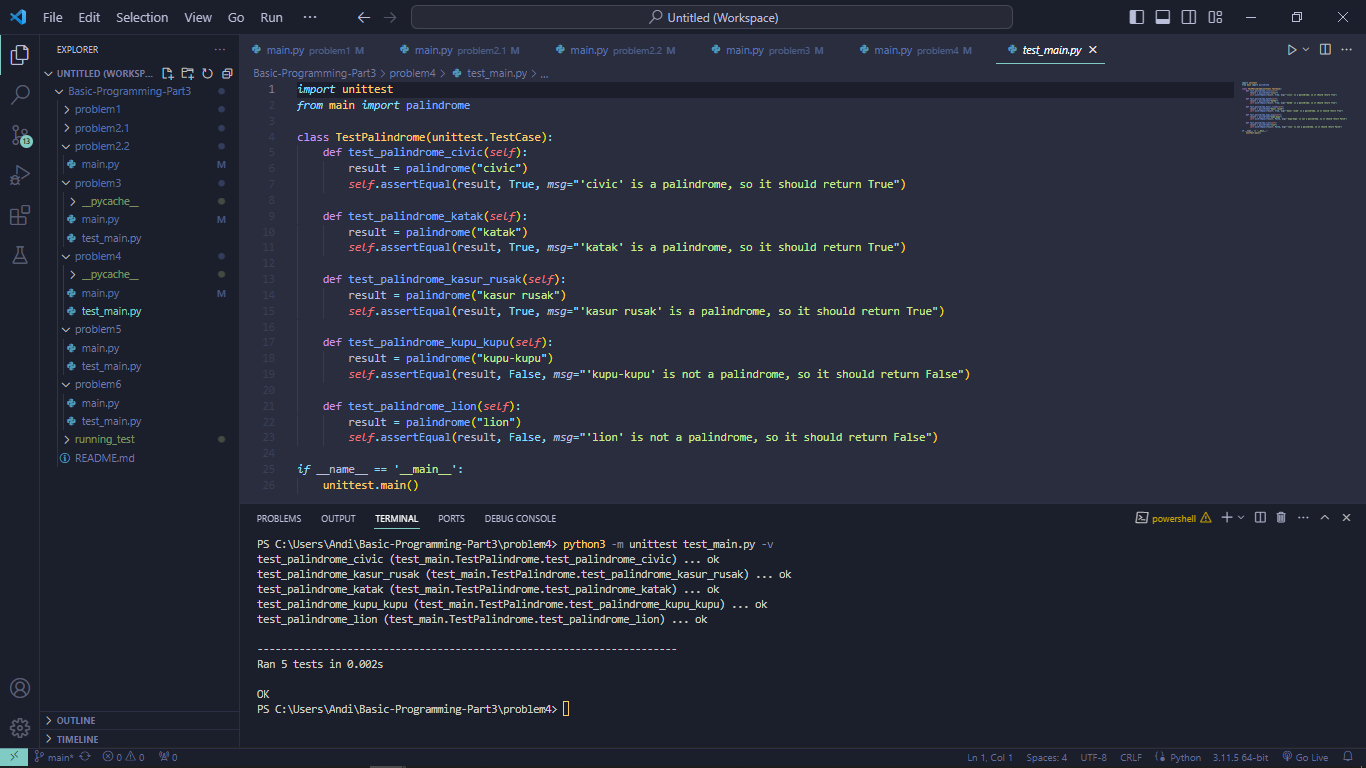 File Edit Selection View Go Run ··· Untitled (Workspace)
EXPLORER ···
UNTITLED (WORKSP...
Basic-Programming-Part3
problem1
problem2.1
problem2.2
main.py M
problem3
__pycache__
main.py M
test_main.py
problem4
__pycache__
main.py M
test_main.py
problem5
main.py
test_main.py
problem6
main.py
test_main.py
running_test
README.md
OUTLINE
TIMELINE
13
main.py problem1 M main.py problem2.1 M main.py problem2.2 M main.py problem3 M main.py problem4 M test_main.py
Basic-Programming-Part3 > problem4 > test_main.py > ...
1 import unittest
2 from main import palindrome
3
4 class TestPalindrome(unittest.TestCase):
5 def test_palindrome_civic(self):
6 result = palindrome("civic")
7 self.assertEqual(result, True, msg="'civic' is a palindrome, so it should return True")
8
9 def test_palindrome_katak(self):
10 result = palindrome("katak")
11 self.assertEqual(result, True, msg="'katak' is a palindrome, so it should return True")
12
13 def test_palindrome_kasur_rusak(self):
14 result = palindrome("kasur rusak")
15 self.assertEqual(result, True, msg="'kasur rusak' is a palindrome, so it should return True")
16
17 def test_palindrome_kupu_kupu(self):
18 result = palindrome("kupu-kupu")
19 self.assertEqual(result, False, msg="'kupu-kupu' is not a palindrome, so it should return False")
20
21 def test_palindrome_lion(self):
22 result = palindrome("lion")
23 self.assertEqual(result, False, msg="'lion' is not a palindrome, so it should return False")
24
25 if __name__ == '__main__':
26 unittest.main()
PROBLEMS OUTPUT TERMINAL PORTS DEBUG CONSOLE powershell
PS C:\Users\Andi\Basic-Programming-Part3\problem4> python3 -m unittest test_main.py -v
test_palindrome_civic (test_main.TestPalindrome.test_palindrome_civic) ... ok
test_palindrome_kasur_rusak (test_main.TestPalindrome.test_palindrome_kasur_rusak) ... ok
test_palindrome_katak (test_main.TestPalindrome.test_palindrome_katak) ... ok
test_palindrome_kupu_kupu (test_main.TestPalindrome.test_palindrome_kupu_kupu) ... ok
test_palindrome_lion (test_main.TestPalindrome.test_palindrome_lion) ... ok
----------------------------------------------------------------------
Ran 5 tests in 0.002s
OK
PS C:\Users\Andi\Basic-Programming-Part3\problem4>
main* 0 0 0 Ln 1, Col 1 Spaces: 4 UTF-8 CRLF Python 3.11.5 64-bit Go Live